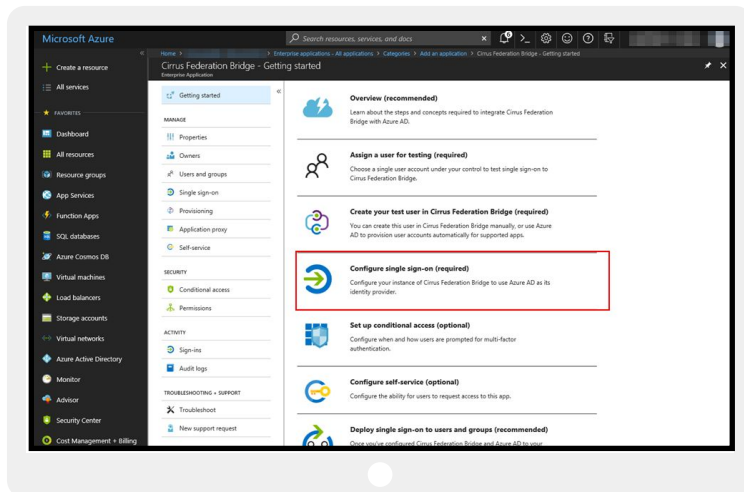 Microsoft Azure
Search resources, services, and docs
Home > > Enterprise applications - All applications > Categories > Add an application > Cirrus Federation Bridge - Getting started
Cirrus Federation Bridge - Getting started
Enterprise Application
Create a resource
All services
FAVORITES
Dashboard
All resources
Resource groups
App Services
Function Apps
SQL databases
Azure Cosmos DB
Virtual machines
Load balancers
Storage accounts
Virtual networks
Azure Active Directory
Monitor
Advisor
Security Center
Cost Management + Billing
Getting started
MANAGE
Properties
Owners
Users and groups
Single sign-on
Provisioning
Application proxy
Self-service
SECURITY
Conditional access
Permissions
ACTIVITY
Sign-ins
Audit logs
TROUBLESHOOTING + SUPPORT
Troubleshoot
New support request
Overview (recommended)
Learn about the steps and concepts required to integrate Cirrus Federation
Bridge with Azure AD.
Assign a user for testing (required)
Choose a single user account under your control to test single sign-on to
Cirrus Federation Bridge.
Create your test user in Cirrus Federation Bridge (required)
You can create this user in Cirrus Federation Bridge manually, or use Azure
AD to provision user accounts automatically for supported apps.
Configure single sign-on (required)
Configure your instance of Cirrus Federation Bridge to use Azure AD as its
identity provider.
Set up conditional access (optional)
Configure when and how users are prompted for multi-factor
authentication.
Configure self-service (optional)
Configure the ability for users to request access to this app.
Deploy single sign-on to users and groups (recommended)
Once you've configured Cirrus Federation Bridge and Azure AD to your